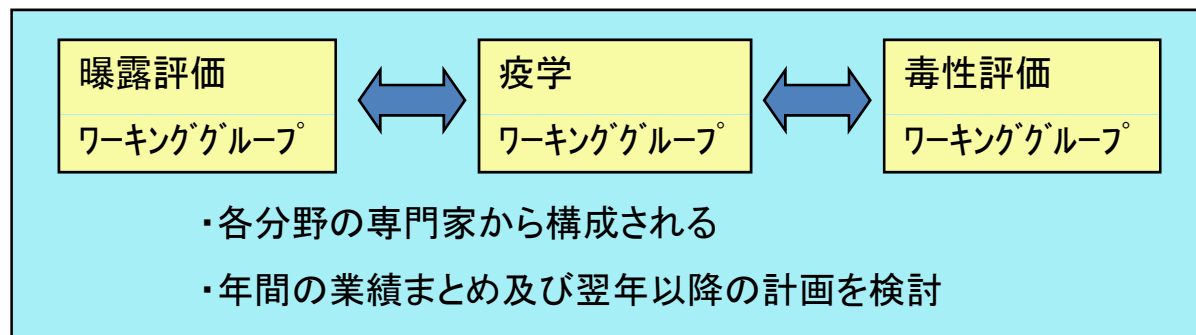 曝露評価
ワーキンググループ
疫学
ワーキンググループ
毒性評価
ワーキンググループ
・各分野の専門家から構成される
・年間の業績まとめ及び翌年以降の計画を検討